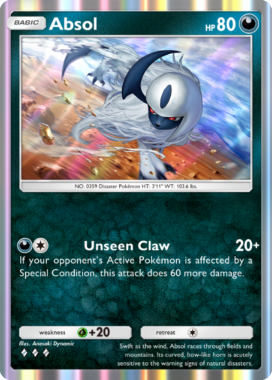 BASIC Absol HP 80
NO. 0359 Disaster Pokémon HT: 3'11" WT: 103.6 lbs.
Unseen Claw 20+
If your opponent's Active Pokémon is affected by a
Special Condition, this attack does 60 more damage.
weakness +20 retreat
Illus. Anesaki Dynamic
Swift as the wind, Absol races through fields and
mountains. Its curved, bow-like horn is acutely
sensitive to the warning signs of natural disasters.